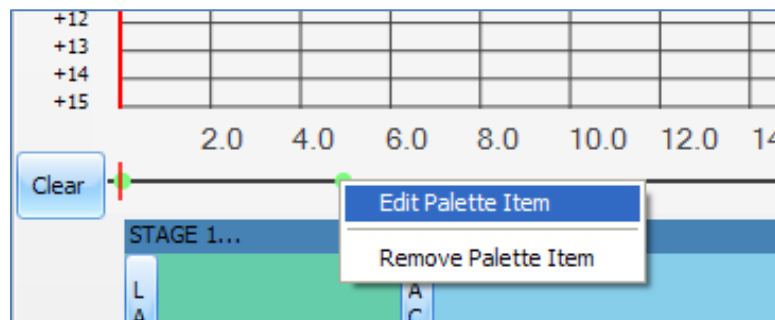 +12
+13
+14
+15
2.0 4.0 6.0 8.0 10.0 12.0 14
Clear
Edit Palette Item
STAGE 1...
Remove Palette Item
L A
A C